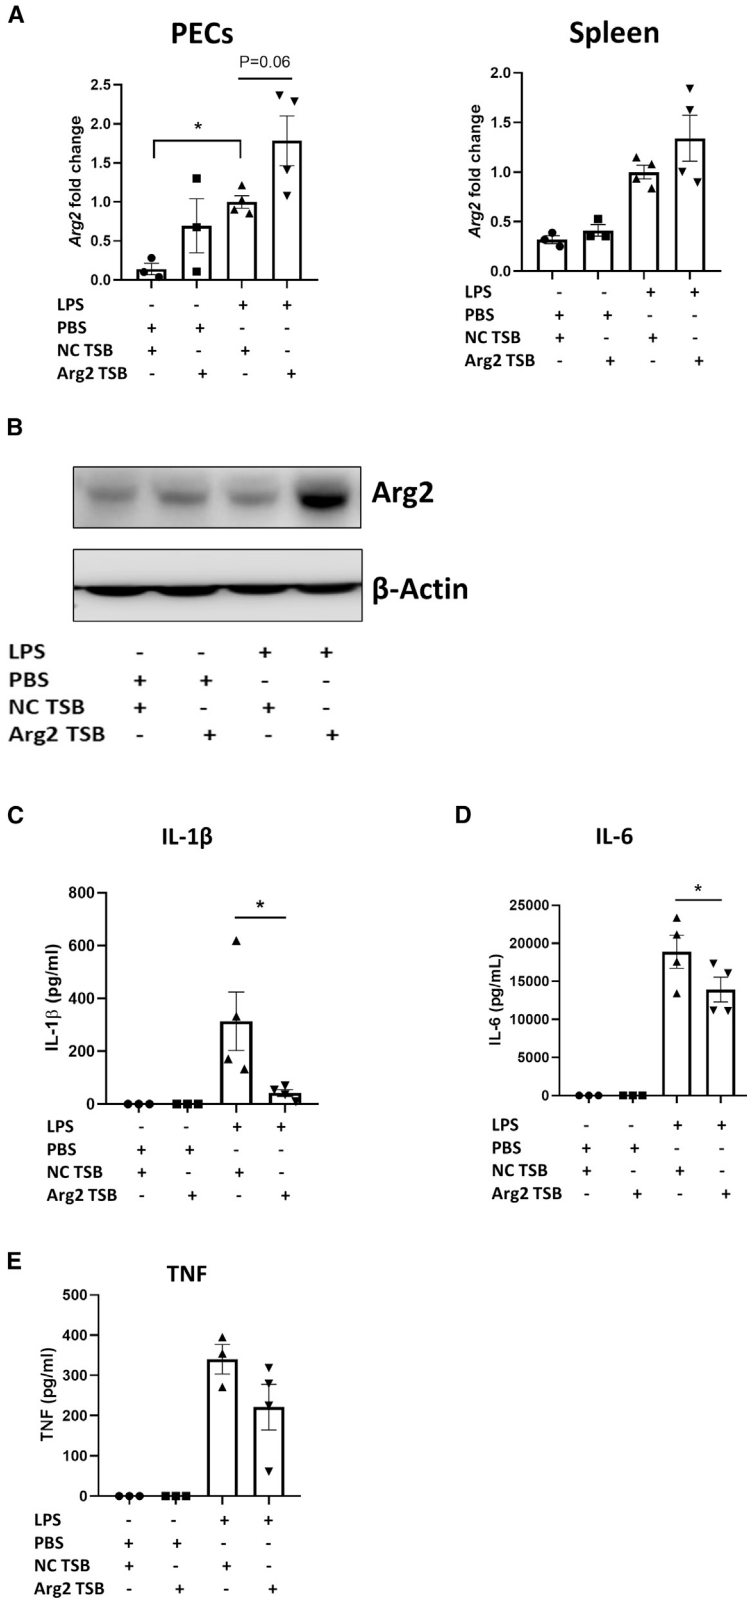 A
PECs
P=0.06
*
Arg2 fold change
2.5
2.0
1.5
1.0
0.5
0.0
LPS - - + +
PBS + + - -
NC TSB + - + -
Arg2 TSB - + - +
Spleen
Arg2 fold change
2.0
1.5
1.0
0.5
0.0
LPS - - + +
PBS + + - -
NC TSB + - + -
Arg2 TSB - + - +
B
Arg2
β-Actin
LPS - - + +
PBS + + - -
NC TSB + - + -
Arg2 TSB - + - +
C
IL-1β
*
IL-1β (pg/ml)
800
600
400
200
0
LPS - - + +
PBS + + - -
NC TSB + - + -
Arg2 TSB - + - +
D
IL-6
*
IL-6 (pg/mL)
25000
20000
15000
10000
5000
0
LPS - - + +
PBS + + - -
NC TSB + - + -
Arg2 TSB - + - +
E
TNF
TNF (pg/ml)
500
400
300
200
100
0
LPS - - + +
PBS + + - -
NC TSB + - + -
Arg2 TSB - + - +